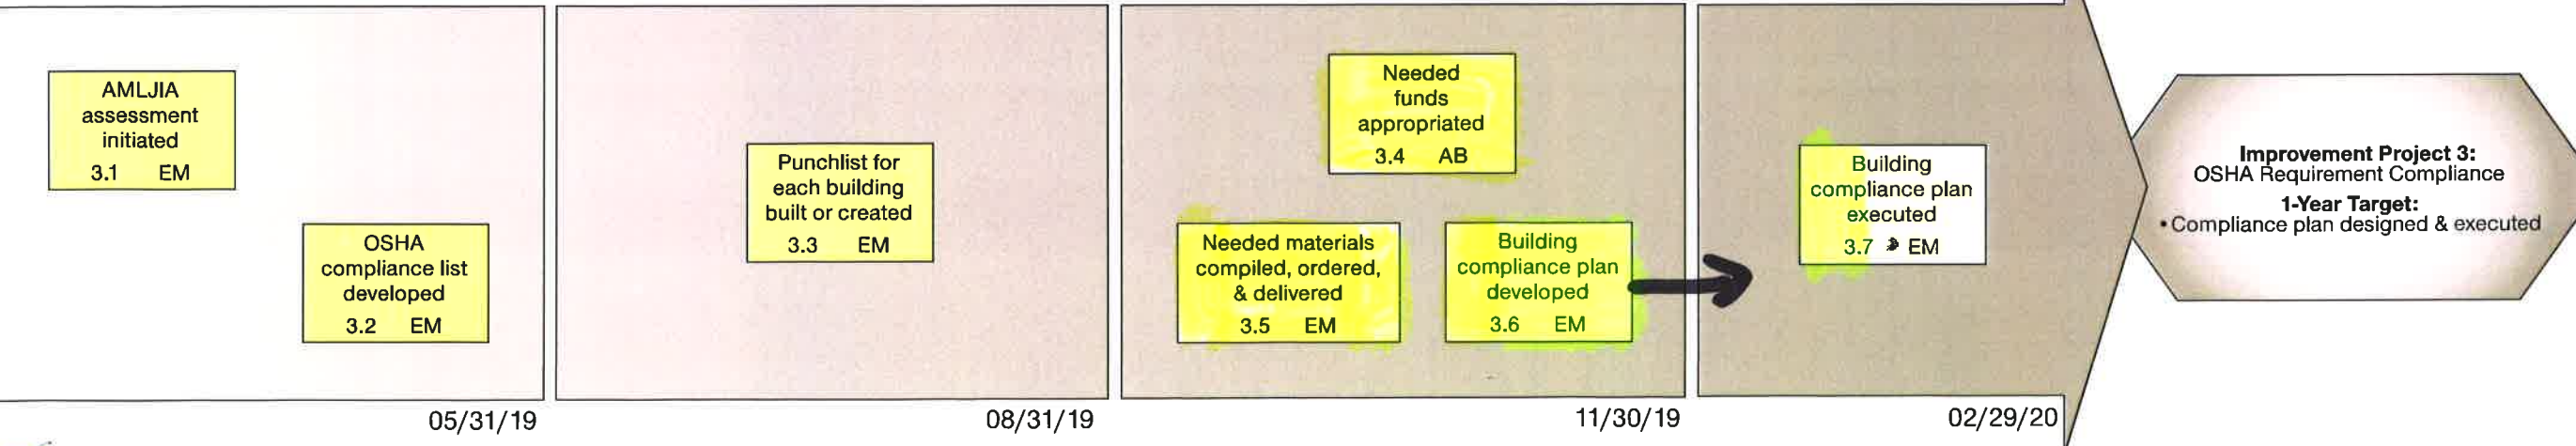 AMLJIA
assessment
initiated
3.1 EM
OSHA
compliance list
developed
3.2 EM
05/31/19
Punchlist for
each building
built or created
3.3 EM
08/31/19
Needed
funds
appropriated
3.4 AB
Needed materials
compiled, ordered,
& delivered
3.5 EM
Building
compliance plan
developed
3.6 EM
11/30/19
Building
compliance plan
executed
3.7 EM
02/29/20
Improvement Project 3:
OSHA Requirement Compliance
1-Year Target:
• Compliance plan designed & executed